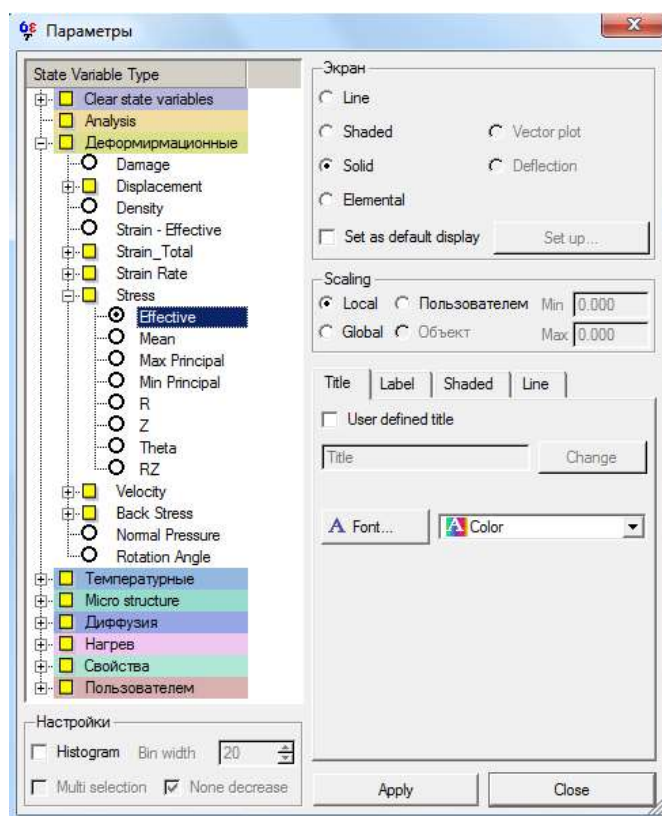 Параметры
State Variable Type
Clear state variables
Analysis
Деформирмационные
Damage
Displacement
Density
Strain - Effective
Strain_Total
Strain Rate
Stress
Effective
Mean
Max Principal
Min Principal
R
Z
Theta
RZ
Velocity
Back Stress
Normal Pressure
Rotation Angle
Температурные
Micro structure
Диффузия
Нагрев
Свойства
Пользователем
Настройки
Histogram Bin width 20
Multi selection None decrease
Экран
Line
Shaded Vector plot
Solid Deflection
Elemental
Set as default display Set up...
Scaling
Local Пользователем Min 0.000
Global Объект Max 0.000
Title Label Shaded Line
User defined title
Title Change
A Font... A Color
Apply Close